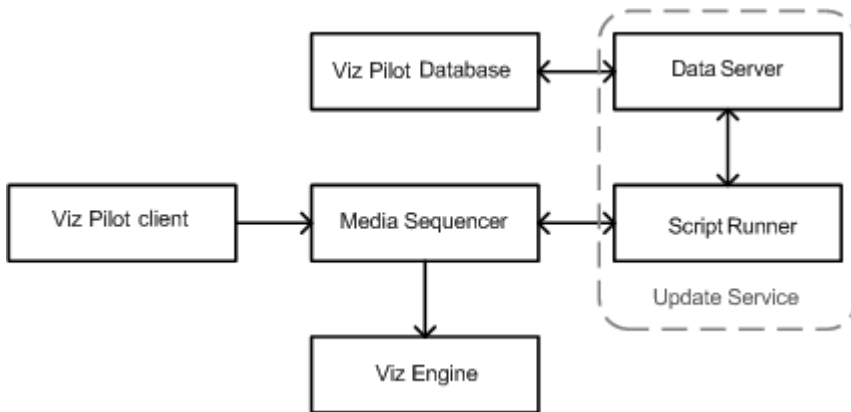 Viz Pilot Database
Data Server
Viz Pilot client
Media Sequencer
Script Runner
Update Service
Viz Engine